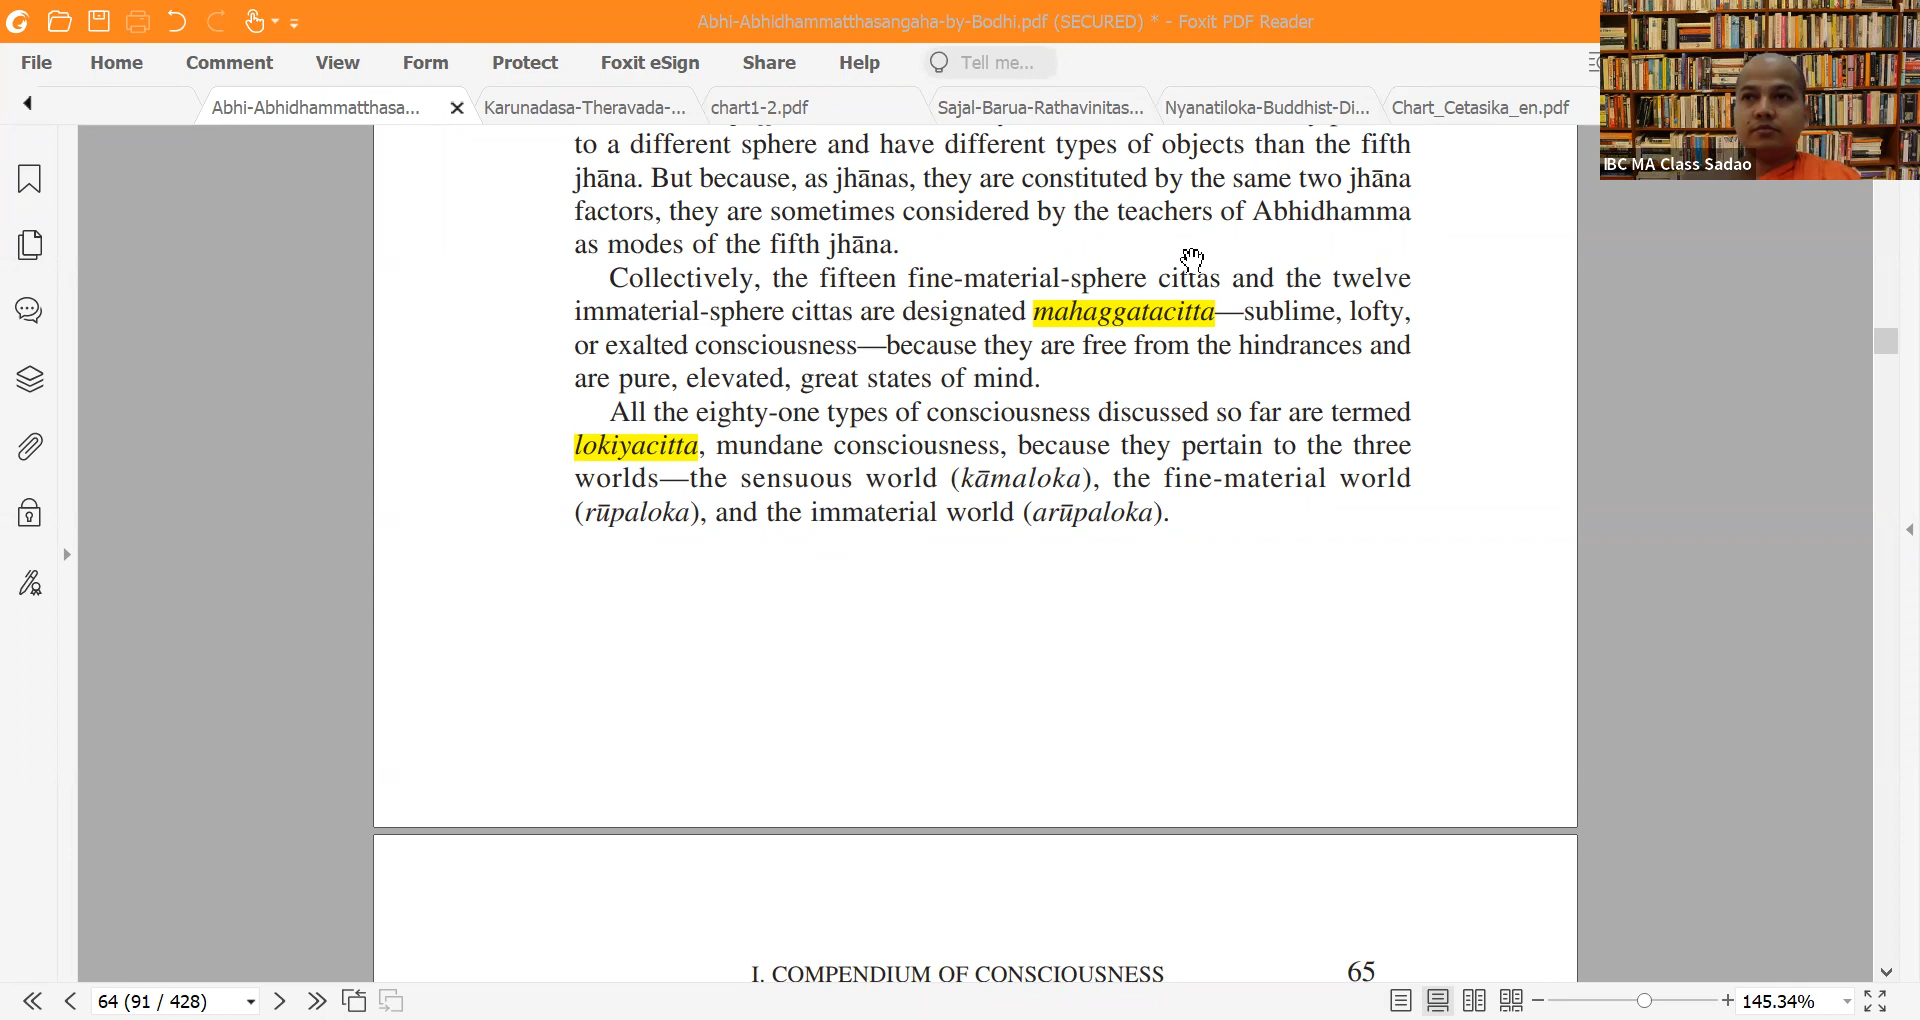 Abhi-Abhidhammatthasangaha-by-Bodhi.pdf (SECURED) * - Foxit PDF Reader
File Home Comment View Form Protect Foxit eSign Share Help Tell me...
Abhi-Abhidhammatthasa... Karunadasa-Theravada-... chart1-2.pdf Sajal-Barua-Rathavinitas... Nyanatiloka-Buddhist-Di... Chart_Cetasika_en.pdf
IBC MA Class Sadao
to a different sphere and have different types of objects than the fifth
jhāna. But because, as jhānas, they are constituted by the same two jhāna
factors, they are sometimes considered by the teachers of Abhidhamma
as modes of the fifth jhāna.
Collectively, the fifteen fine-material-sphere cittas and the twelve
immaterial-sphere cittas are designated mahaggatacitta—sublime, lofty,
or exalted consciousness—because they are free from the hindrances and
are pure, elevated, great states of mind.
All the eighty-one types of consciousness discussed so far are termed
lokiyacitta, mundane consciousness, because they pertain to the three
worlds—the sensuous world (kāmaloka), the fine-material world
(rūpaloka), and the immaterial world (arūpaloka).
I. COMPENDIUM OF CONSCIOUSNESS 65
64 (91 / 428) 145.34%